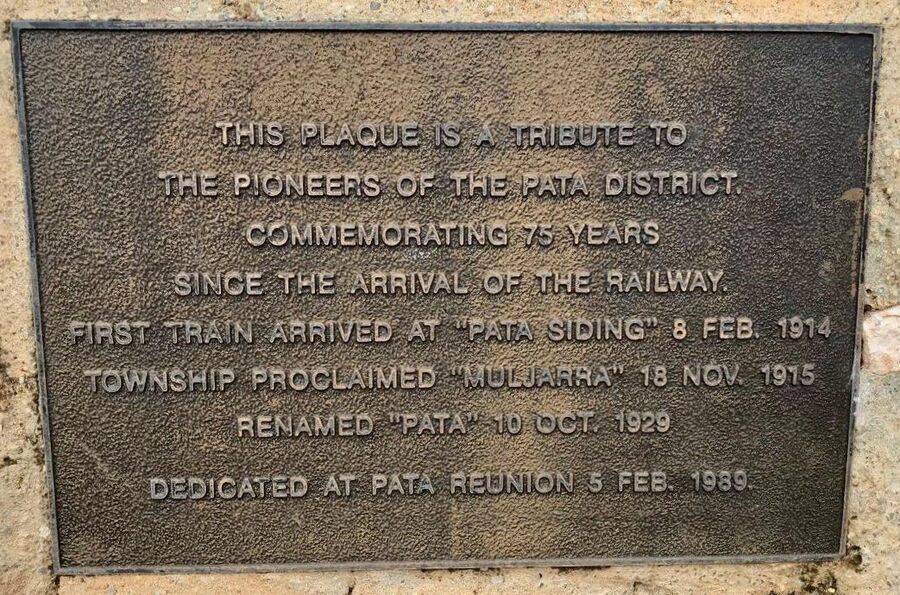 THIS PLAQUE IS A TRIBUTE TO
THE PIONEERS OF THE PATA DISTRICT.
COMMEMORATING 75 YEARS
SINCE THE ARRIVAL OF THE RAILWAY.
FIRST TRAIN ARRIVED AT "PATA SIDING" 8 FEB. 1914
TOWNSHIP PROCLAIMED "MULJARRA" 18 NOV. 1915
RENAMED "PATA" 10 OCT. 1929
DEDICATED AT PATA REUNION 5 FEB. 1989.